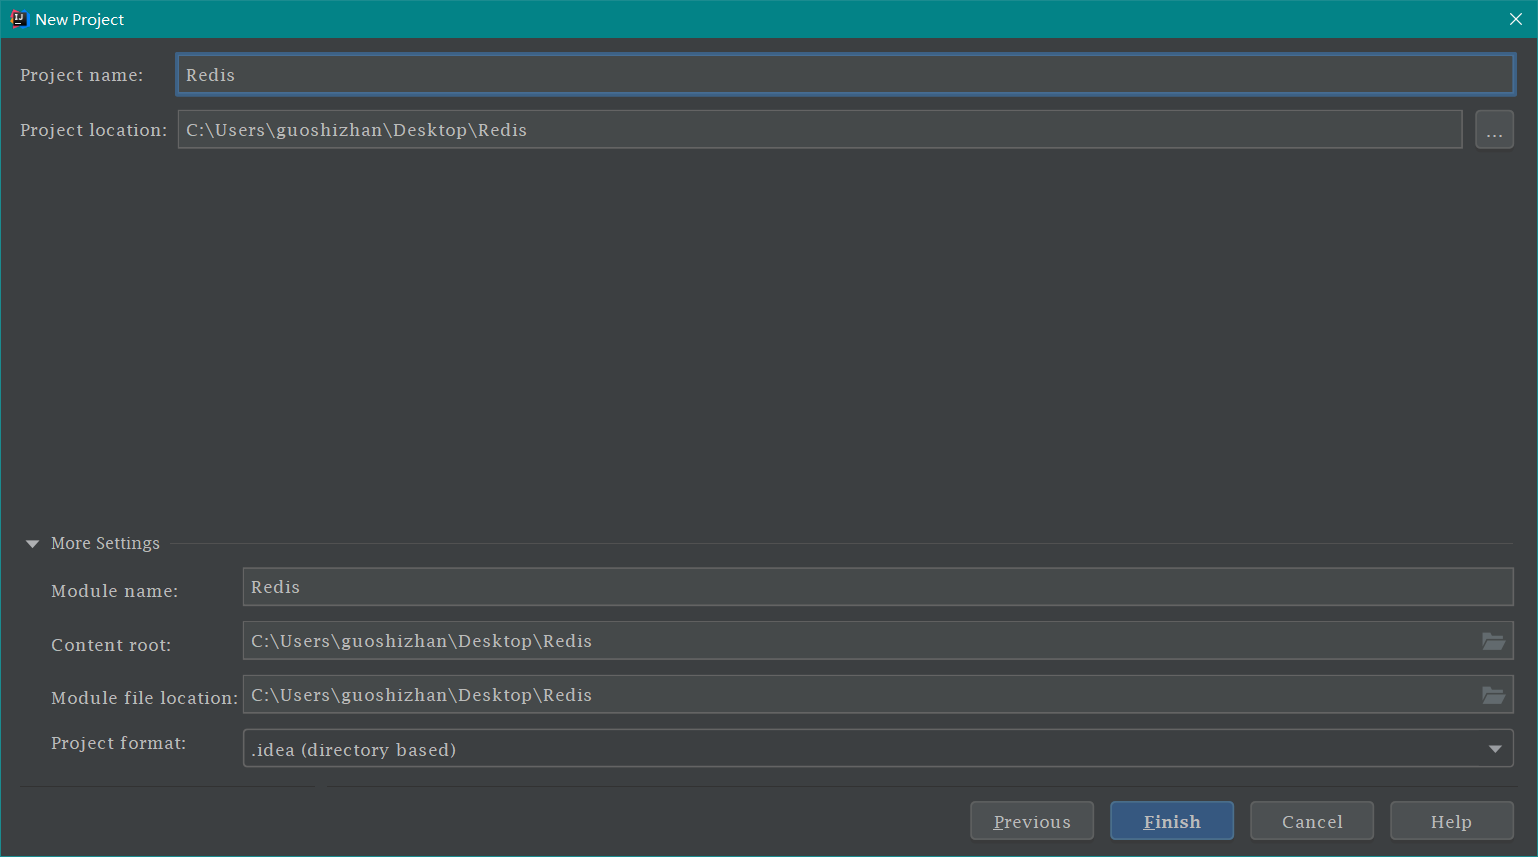 New Project
Project name: Redis
Project location: C:\Users\guoshizhan\Desktop\Redis ...
More Settings
Module name: Redis
Content root: C:\Users\guoshizhan\Desktop\Redis
Module file location: C:\Users\guoshizhan\Desktop\Redis
Project format: .idea (directory based)
Previous Finish Cancel Help